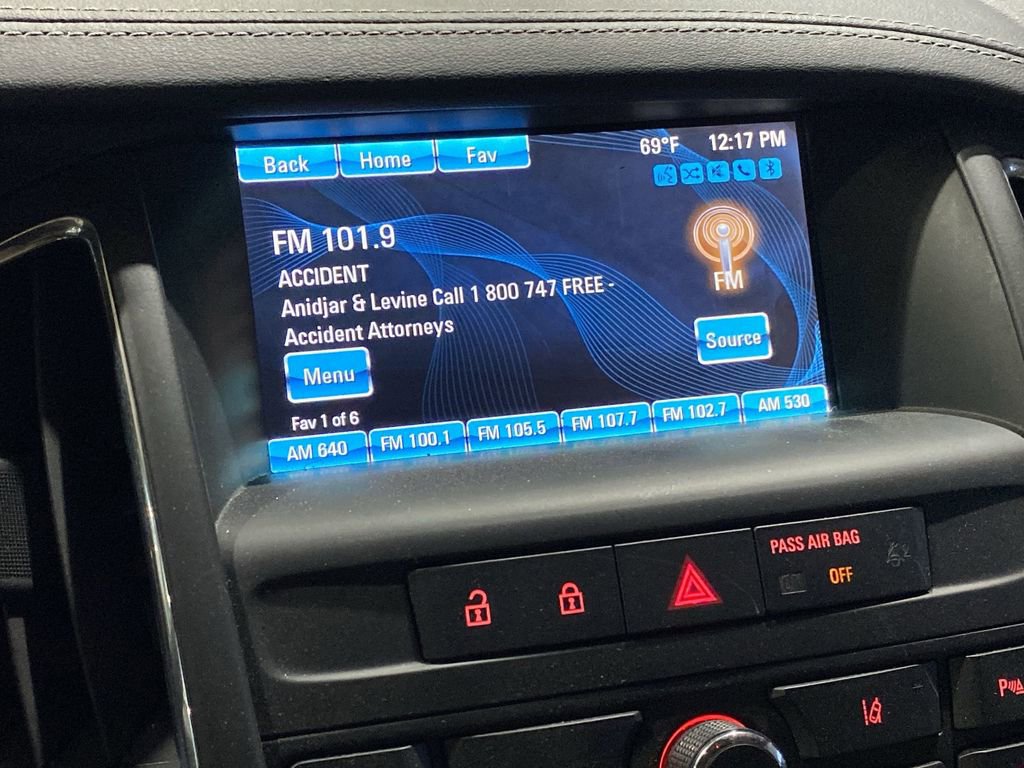 69°F 12:17 PM
Back Home Fav
FM 101.9
ACCIDENT
Anidjar & Levine Call 1 800 747 FREE -
Accident Attorneys
FM
Source
Menu
Fav 1 of 6
AM 640 FM 100.1 FM 105.5 FM 107.7 FM 102.7 AM 530
PASS AIR BAG
OFF
P